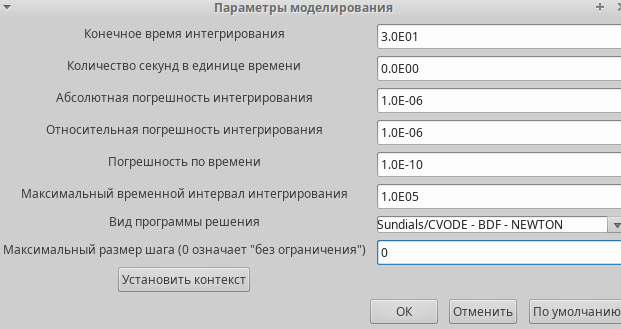 Параметры моделирования
Конечное время интегрирования 3.0E01
Количество секунд в единице времени 0.0E00
Абсолютная погрешность интегрирования 1.0E-06
Относительная погрешность интегрирования 1.0E-06
Погрешность по времени 1.0E-10
Максимальный временной интервал интегрирования 1.0E05
Вид программы решения Sundials/CVODE - BDF - NEWTON
Максимальный размер шага (0 означает "без ограничения") 0
Установить контекст
ОК Отменить По умолчанию